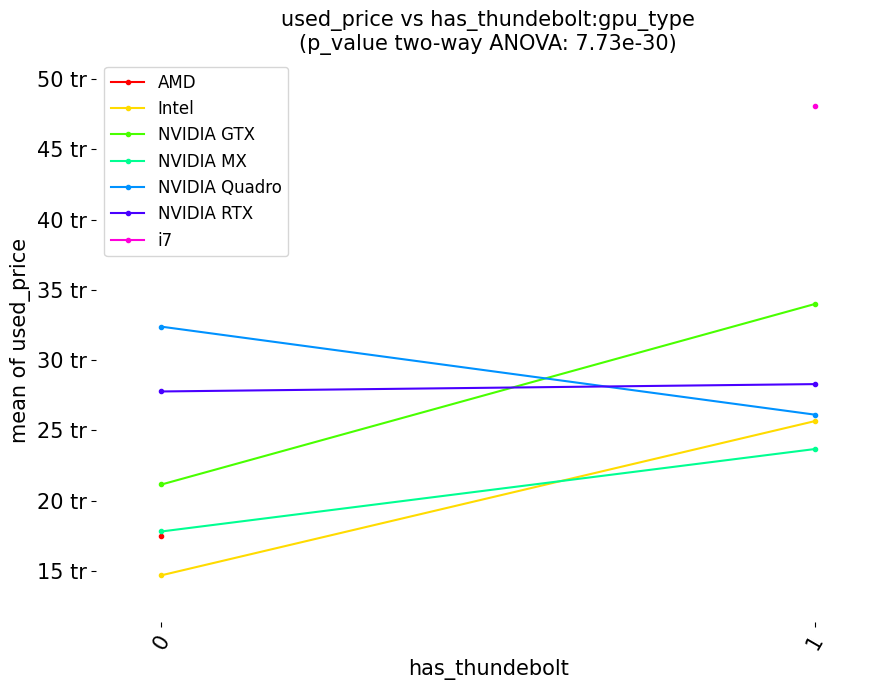 used_price vs has_thundebolt:gpu_type
(p_value two-way ANOVA: 7.73e-30)
AMD
Intel
NVIDIA GTX
NVIDIA MX
NVIDIA Quadro
NVIDIA RTX
i7
50 tr
45 tr
40 tr
35 tr
30 tr
25 tr
20 tr
15 tr
mean of used_price
0
1
has_thundebolt